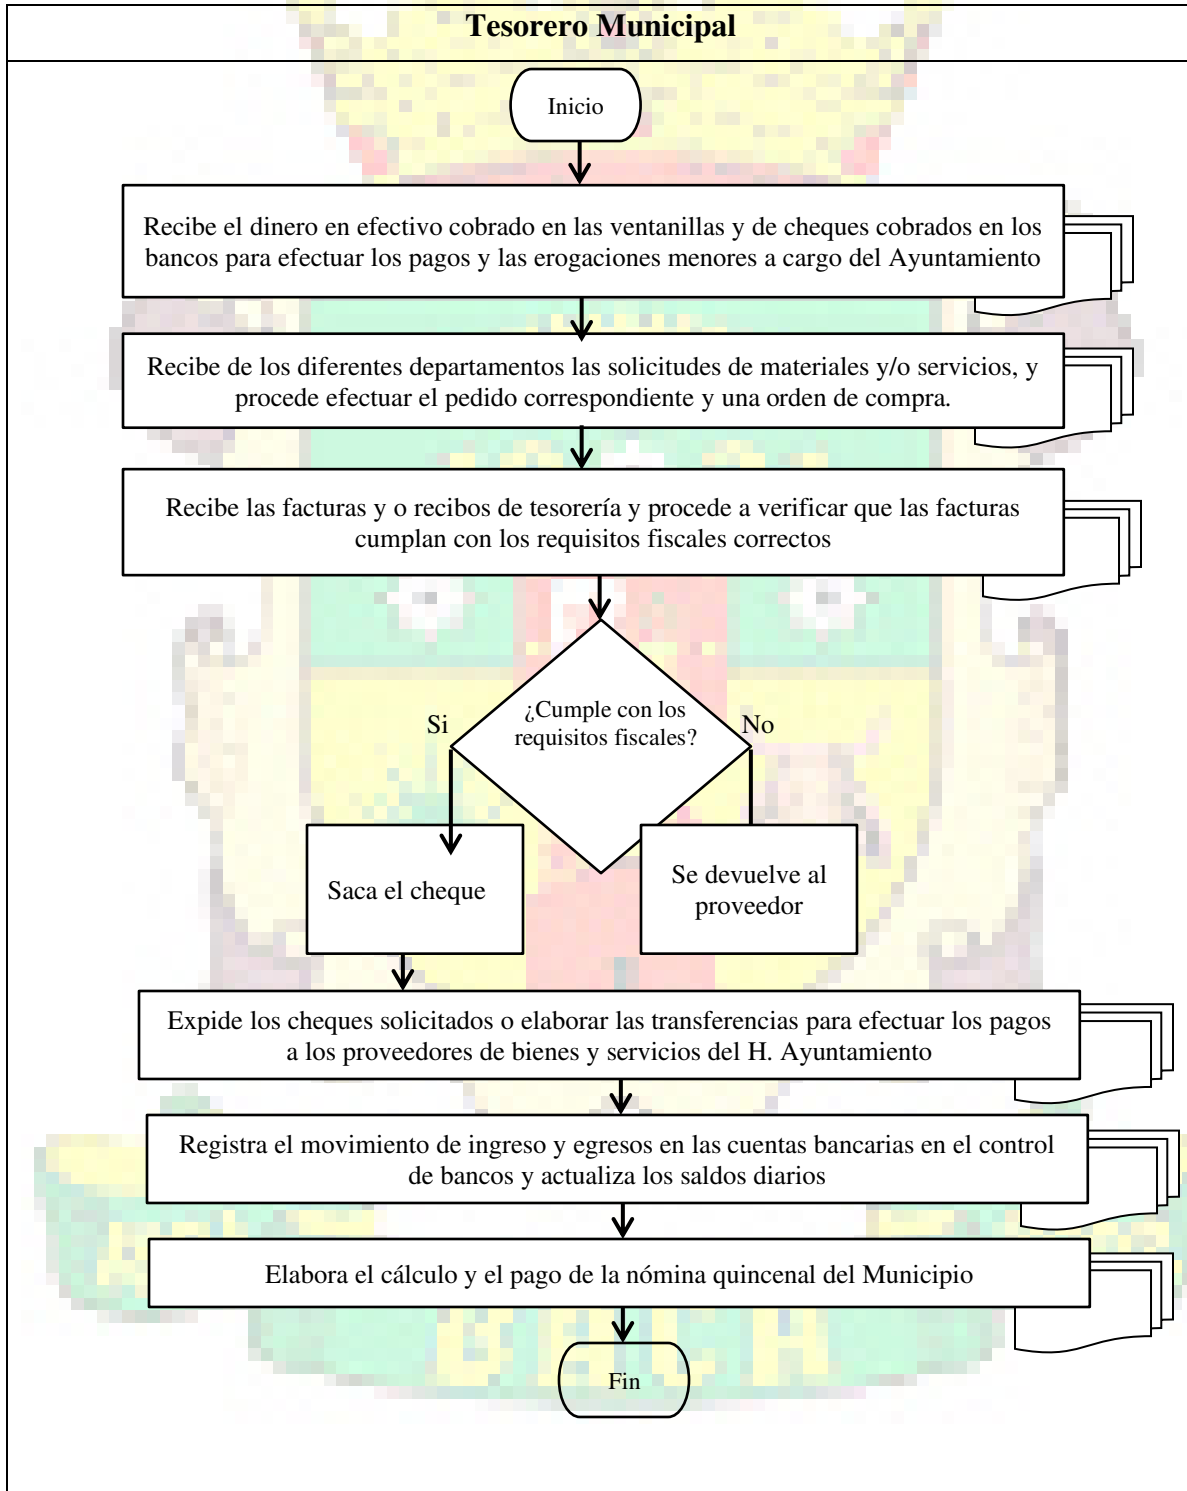 Tesorero Municipal
Inicio
Recibe el dinero en efectivo cobrado en las ventanillas y de cheques cobrados en los
bancos para efectuar los pagos y las erogaciones menores a cargo del Ayuntamiento
Recibe de los diferentes departamentos las solicitudes de materiales y/o servicios, y
procede efectuar el pedido correspondiente y una orden de compra.
Recibe las facturas y o recibos de tesorería y procede a verificar que las facturas
cumplan con los requisitos fiscales correctos
¿Cumple con los
requisitos fiscales?
Si
No
Saca el cheque
Se devuelve al
proveedor
Expide los cheques solicitados o elaborar las transferencias para efectuar los pagos
a los proveedores de bienes y servicios del H. Ayuntamiento
Registra el movimiento de ingreso y egresos en las cuentas bancarias en el control
de bancos y actualiza los saldos diarios
Elabora el cálculo y el pago de la nómina quincenal del Municipio
Fin